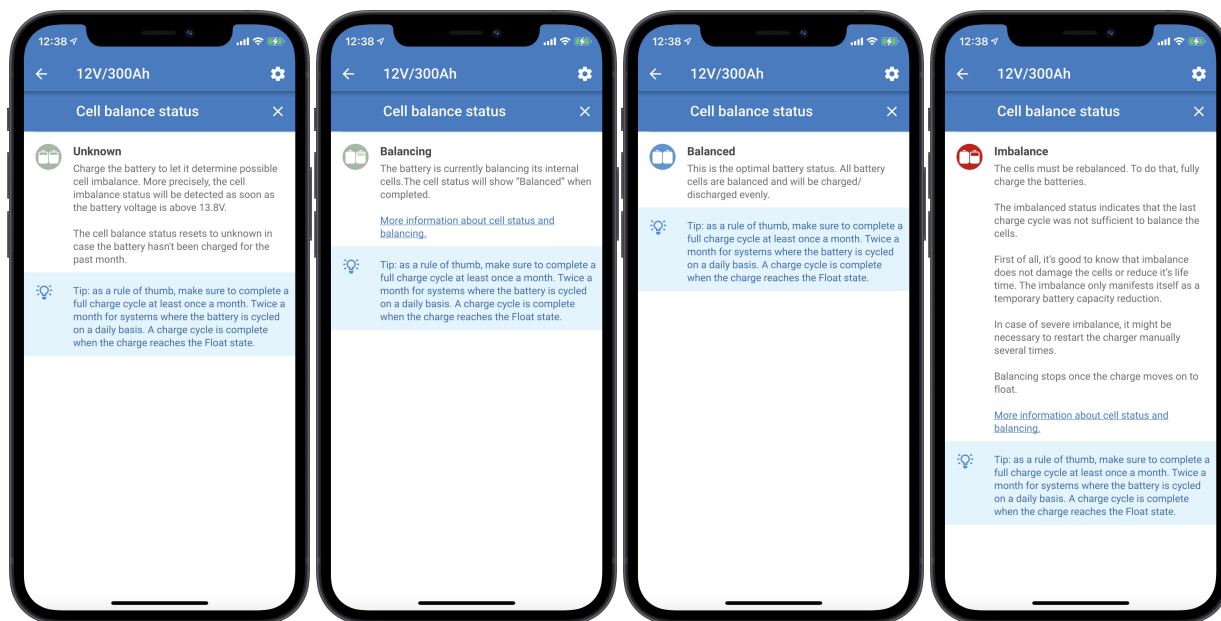 12:38
12V/300Ah
Cell balance status
Unknown
Charge the battery to let it determine possible
cell imbalance. More precisely, the cell
imbalance status will be detected as soon as
the battery voltage is above 13.8V.
The cell balance status resets to unknown in
case the battery hasn't been charged for the
past month.
Tip: as a rule of thumb, make sure to complete a
full charge cycle at least once a month. Twice a
month for systems where the battery is cycled
on a daily basis. A charge cycle is complete
when the charge reaches the Float state.
12:38
12V/300Ah
Cell balance status
Balancing
The battery is currently balancing its internal
cells.The cell status will show "Balanced" when
completed.
More information about cell status and
balancing.
Tip: as a rule of thumb, make sure to complete a
full charge cycle at least once a month. Twice a
month for systems where the battery is cycled
on a daily basis. A charge cycle is complete
when the charge reaches the Float state.
12:38
12V/300Ah
Cell balance status
Balanced
This is the optimal battery status. All battery
cells are balanced and will be charged/
discharged evenly.
Tip: as a rule of thumb, make sure to complete a
full charge cycle at least once a month. Twice a
month for systems where the battery is cycled
on a daily basis. A charge cycle is complete
when the charge reaches the Float state.
12:38
12V/300Ah
Cell balance status
Imbalance
The cells must be rebalanced. To do that, fully
charge the batteries.
The imbalanced status indicates that the last
charge cycle was not sufficient to balance the
cells.
First of all, it's good to know that imbalance
does not damage the cells or reduce it's life
time. The imbalance only manifests itself as a
temporary battery capacity reduction.
In case of severe imbalance, it might be
necessary to restart the charger manually
several times.
Balancing stops once the charge moves on to
float.
More information about cell status and
balancing.
Tip: as a rule of thumb, make sure to complete a
full charge cycle at least once a month. Twice a
month for systems where the battery is cycled
on a daily basis. A charge cycle is complete
when the charge reaches the Float state.